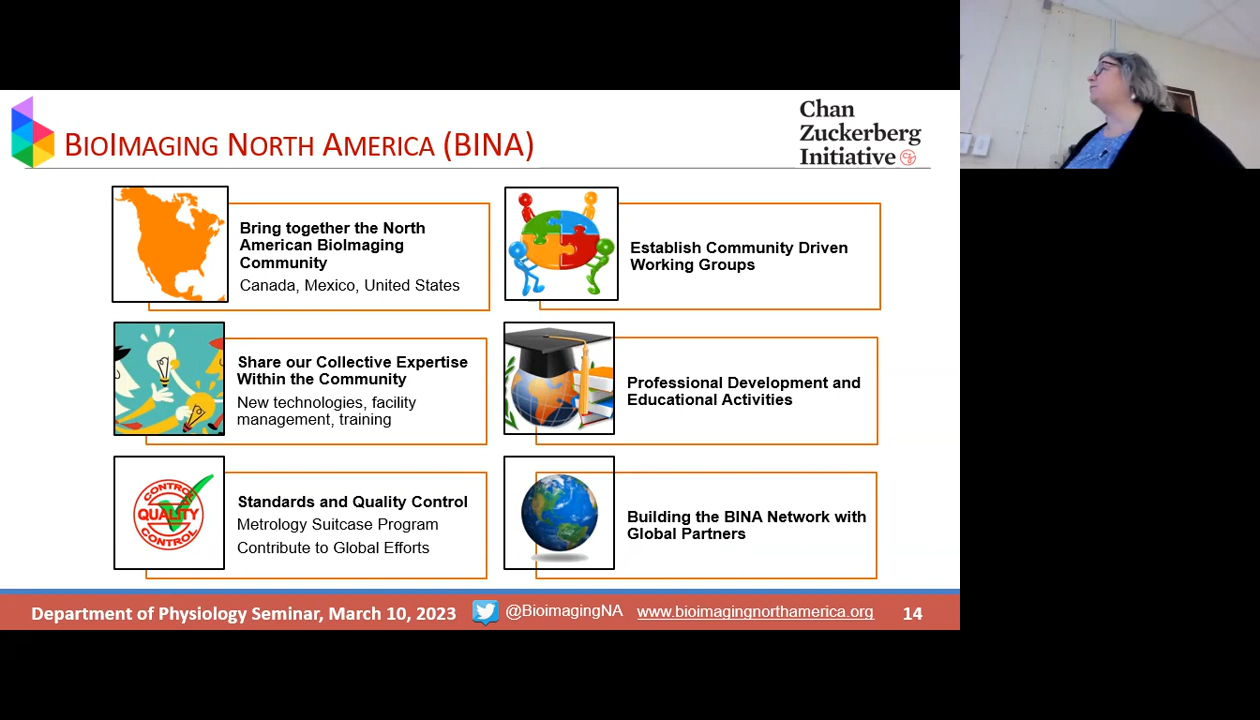 BIOIMAGING NORTH AMERICA (BINA)
Chan
Zuckerberg
Initiative
Bring together the North
American BioImaging
Community
Canada, Mexico, United States
Establish Community Driven
Working Groups
Share our Collective Expertise
Within the Community
New technologies, facility
management, training
Professional Development and
Educational Activities
CONTROL
QUALITY
CONTROL
Standards and Quality Control
Metrology Suitcase Program
Contribute to Global Efforts
Building the BINA Network with
Global Partners
Department of Physiology Seminar, March 10, 2023 @BioimagingNA www.bioimagingnorthamerica.org 14